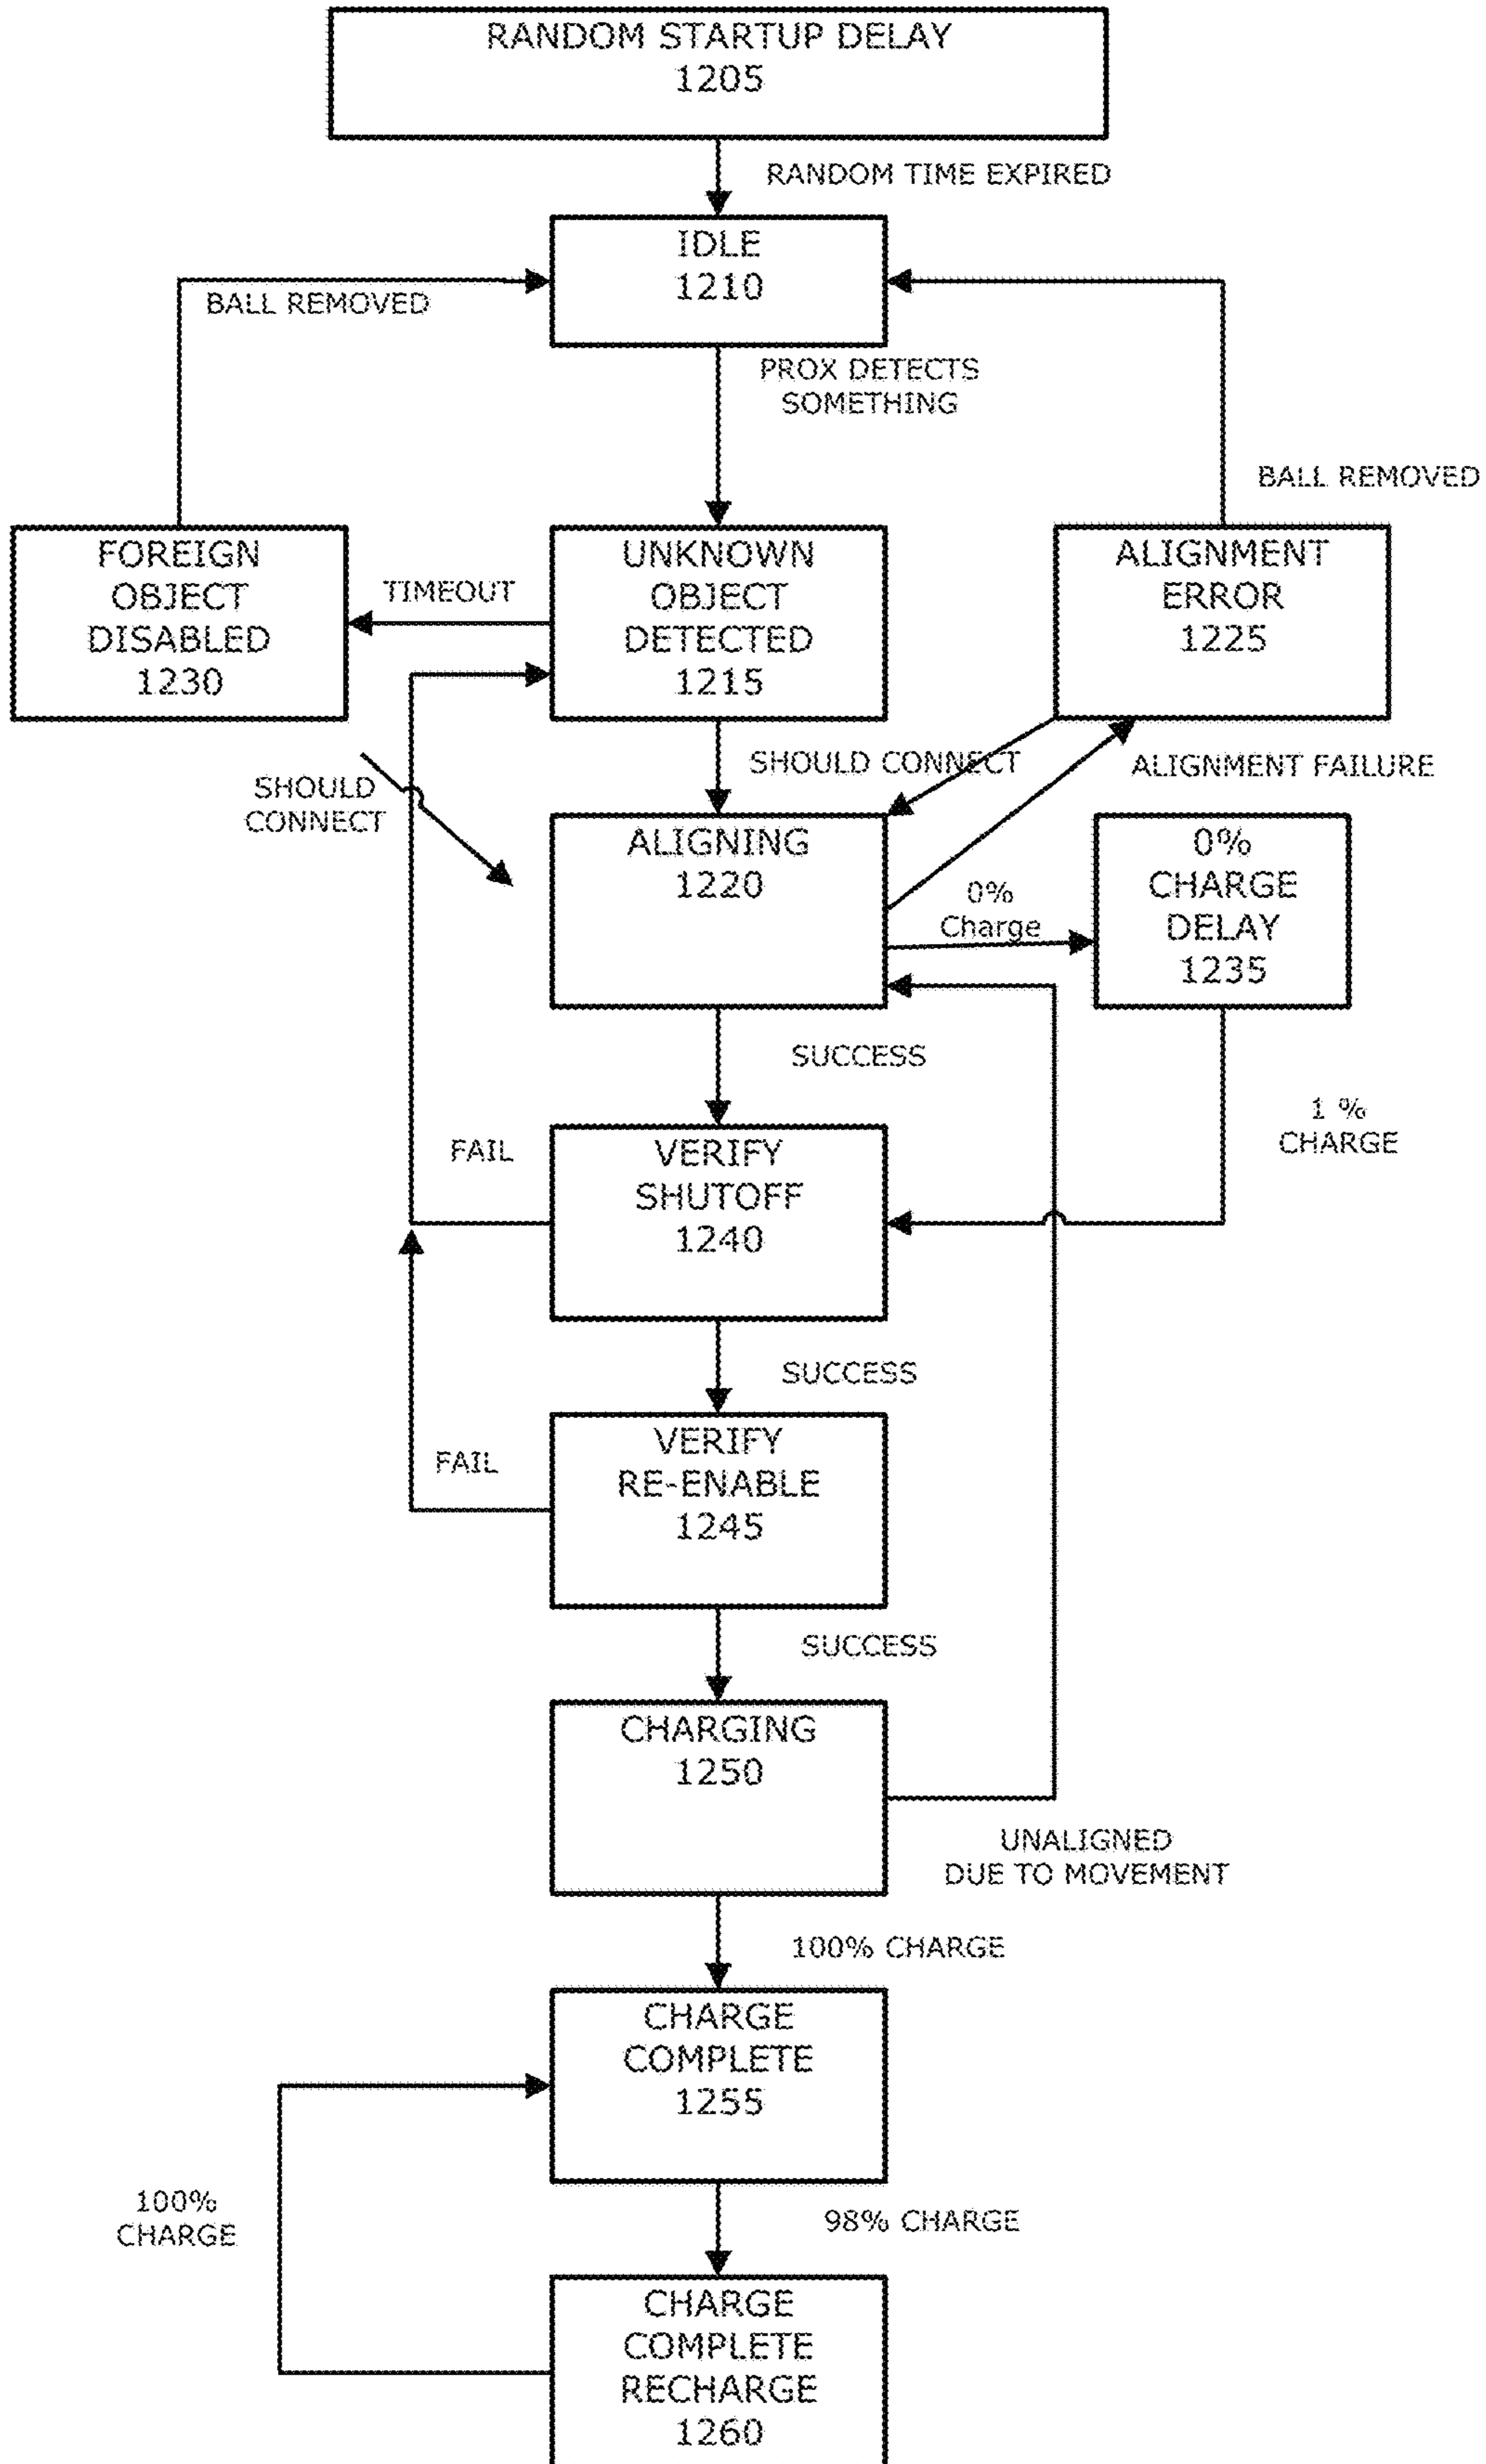 RANDOM STARTUP DELAY
1205
RANDOM TIME EXPIRED
IDLE
1210
BALL REMOVED
PROX DETECTS
SOMETHING
BALL REMOVED
FOREIGN
OBJECT
DISABLED
1230
TIMEOUT
UNKNOWN
OBJECT
DETECTED
1215
ALIGNMENT
ERROR
1225
SHOULD
CONNECT
SHOULD CONNECT
ALIGNMENT FAILURE
ALIGNING
1220
0%
Charge
0%
CHARGE
DELAY
1235
SUCCESS
1 %
CHARGE
FAIL
VERIFY
SHUTOFF
1240
SUCCESS
FAIL
VERIFY
RE-ENABLE
1245
SUCCESS
CHARGING
1250
UNALIGNED
DUE TO MOVEMENT
100% CHARGE
CHARGE
COMPLETE
1255
100%
CHARGE
98% CHARGE
CHARGE
COMPLETE
RECHARGE
1260